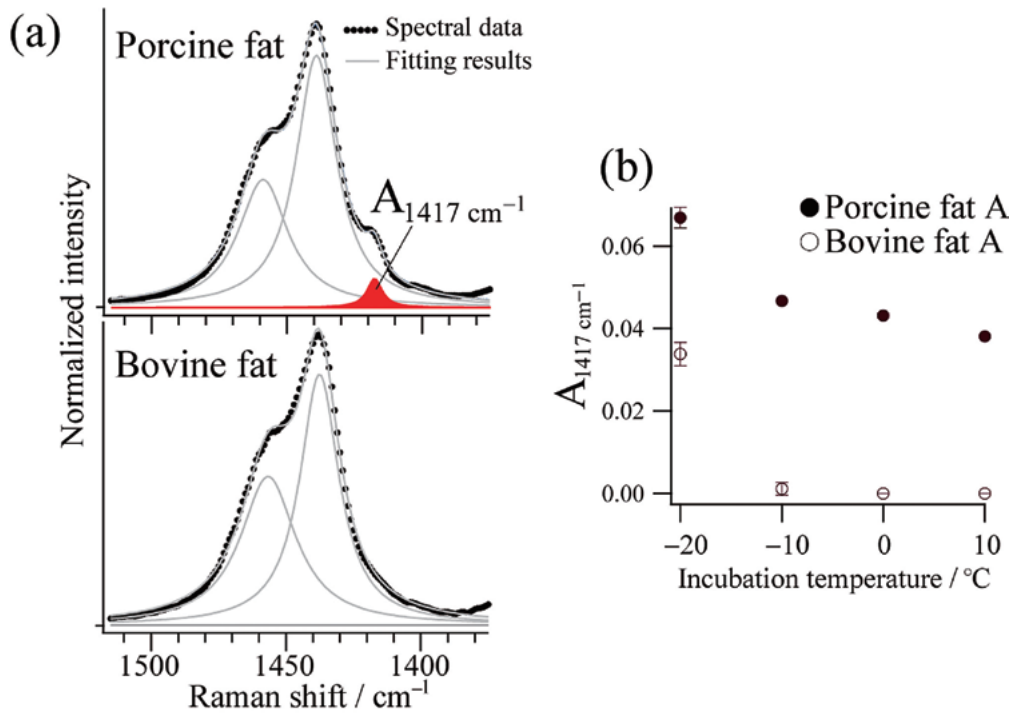 (a)
Porcine fat
Spectral data
Fitting results
A1417 cm−1
Normalized intensity
Bovine fat
1500
1450
1400
Raman shift / cm−1
(b)
Porcine fat A
Bovine fat A
A1417 cm−1
0.06
0.04
0.02
0.00
−20
−10
0
10
Incubation temperature / °C